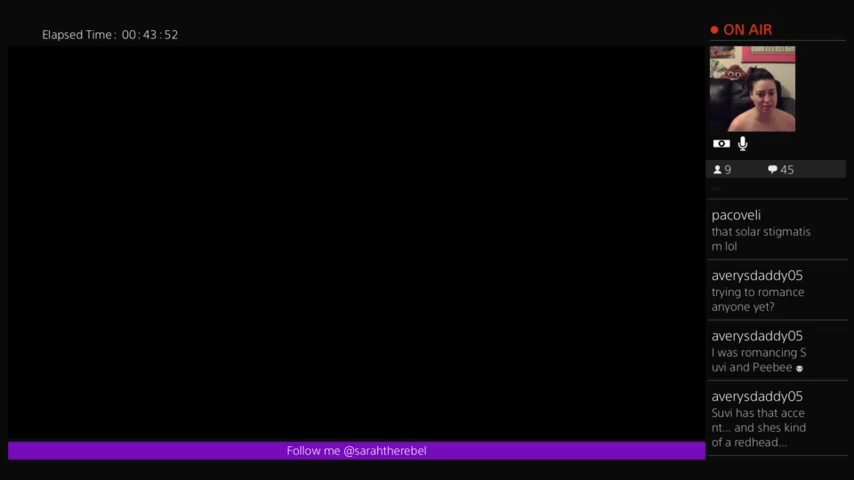 Elapsed Time: 00:43:52
ON AIR
9 45
pacoveli
that solar stigmatis
m lol
averysdaddy05
trying to romance
anyone yet?
averysdaddy05
I was romancing S
uvi and Peebee
averysdaddy05
Suvi has that acce
nt... and shes kind
of a redhead...
Follow me @sarahtherebel